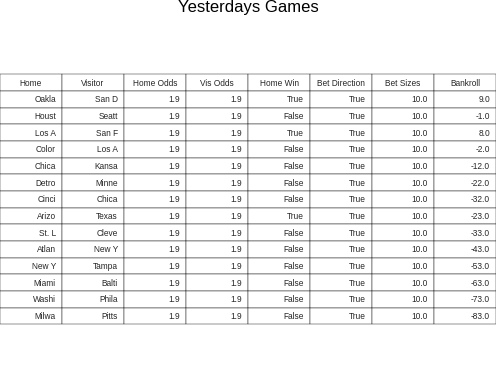 Yesterdays Games
Home Visitor Home Odds Vis Odds Home Win Bet Direction Bet Sizes Bankroll
Oakla San D 1.9 1.9 True True 10.0 9.0
Houst Seatt 1.9 1.9 False True 10.0 -1.0
Los A San F 1.9 1.9 True True 10.0 8.0
Color Los A 1.9 1.9 False True 10.0 -2.0
Chica Kansa 1.9 1.9 False True 10.0 -12.0
Detro Minne 1.9 1.9 False True 10.0 -22.0
Cinci Chica 1.9 1.9 False True 10.0 -32.0
Arizo Texas 1.9 1.9 True True 10.0 -23.0
St. L Cleve 1.9 1.9 False True 10.0 -33.0
Atlan New Y 1.9 1.9 False True 10.0 -43.0
New Y Tampa 1.9 1.9 False True 10.0 -53.0
Miami Balti 1.9 1.9 False True 10.0 -63.0
Washi Phila 1.9 1.9 False True 10.0 -73.0
Milwa Pitts 1.9 1.9 False True 10.0 -83.0